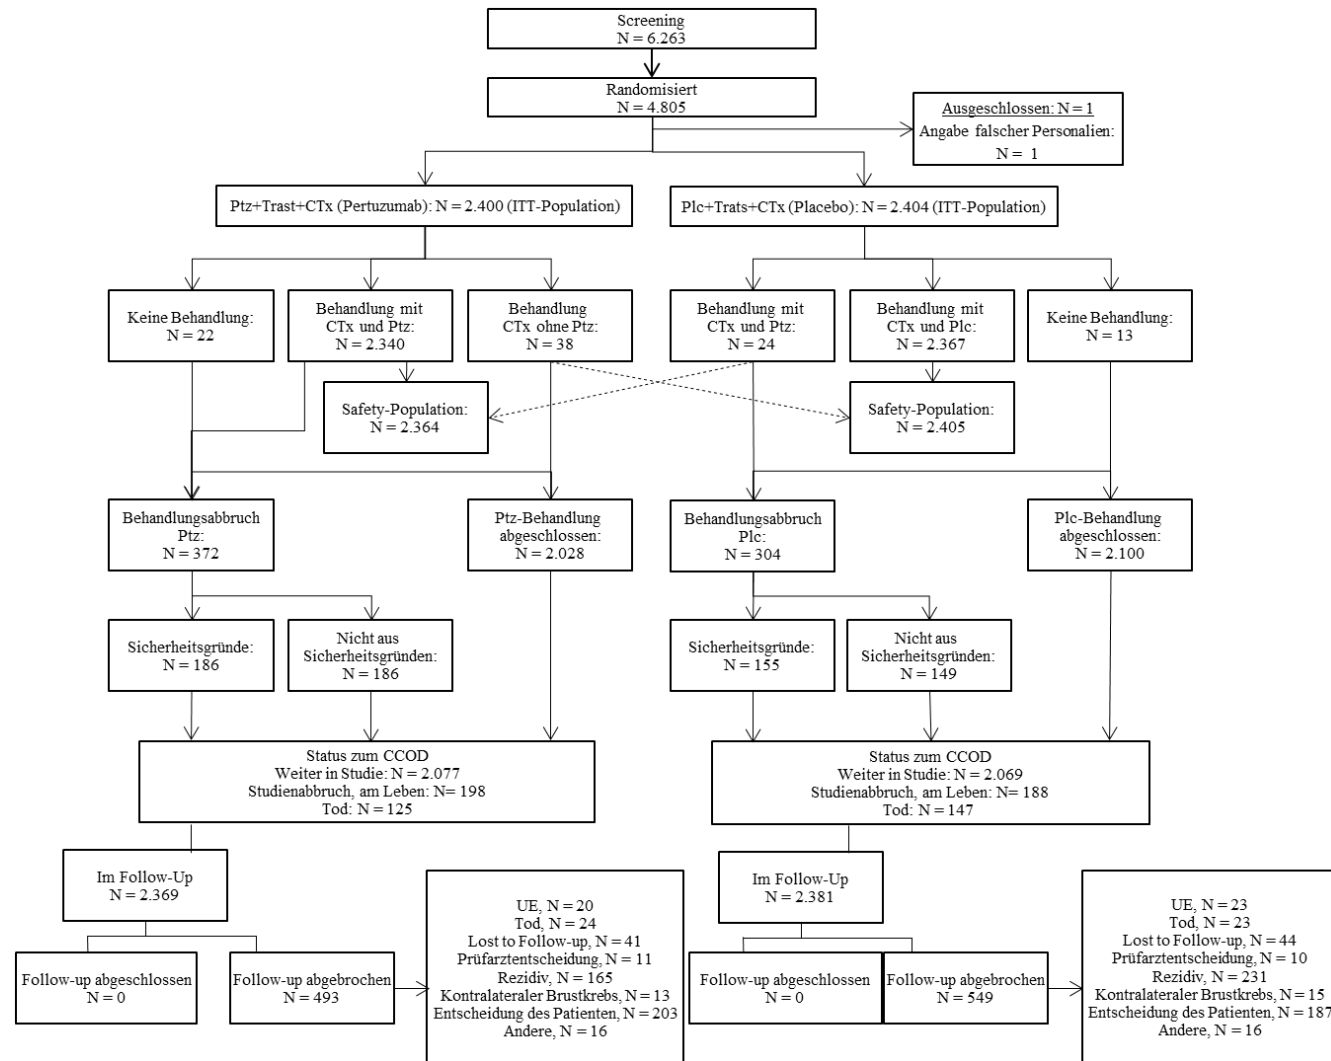 Screening
N = 6.263
Randomisiert
N = 4.805
Ausgeschlossen: N = 1
Angabe falscher Personalien:
N = 1
Ptz+Trast+CTx (Pertuzumab): N = 2.400 (ITT-Population)
Plc+Trats+CTx (Placebo): N = 2.404 (ITT-Population)
Keine Behandlung:
N = 22
Behandlung mit
CTx und Ptz:
N = 2.340
Behandlung
CTx ohne Ptz:
N = 38
Behandlung mit
CTx und Ptz:
N = 24
Behandlung mit
CTx und Plc:
N = 2.367
Keine Behandlung:
N = 13
Safety-Population:
N = 2.364
Safety-Population:
N = 2.405
Behandlungsabbruch
Ptz:
N = 372
Ptz-Behandlung
abgeschlossen:
N = 2.028
Behandlungsabbruch
Plc:
N = 304
Plc-Behandlung
abgeschlossen:
N = 2.100
Sicherheitsgründe:
N = 186
Nicht aus
Sicherheitsgründen:
N = 186
Sicherheitsgründe:
N = 155
Nicht aus
Sicherheitsgründen:
N = 149
Status zum CCOD
Weiter in Studie: N = 2.077
Studienabbruch, am Leben: N= 198
Tod: N = 125
Status zum CCOD
Weiter in Studie: N = 2.069
Studienabbruch, am Leben: N= 188
Tod: N = 147
Im Follow-Up
N = 2.369
Follow-up abgeschlossen
N = 0
Follow-up abgebrochen
N = 493
UE, N = 20
Tod, N = 24
Lost to Follow-up, N = 41
Prüfarztentscheidung, N = 11
Rezidiv, N = 165
Kontralateraler Brustkrebs, N = 13
Entscheidung des Patienten, N = 203
Andere, N = 16
Im Follow-Up
N = 2.381
Follow-up abgeschlossen
N = 0
Follow-up abgebrochen
N = 549
UE, N = 23
Tod, N = 23
Lost to Follow-up, N = 44
Prüfarztentscheidung, N = 10
Rezidiv, N = 231
Kontralateraler Brustkrebs, N = 15
Entscheidung des Patienten, N = 187
Andere, N = 16